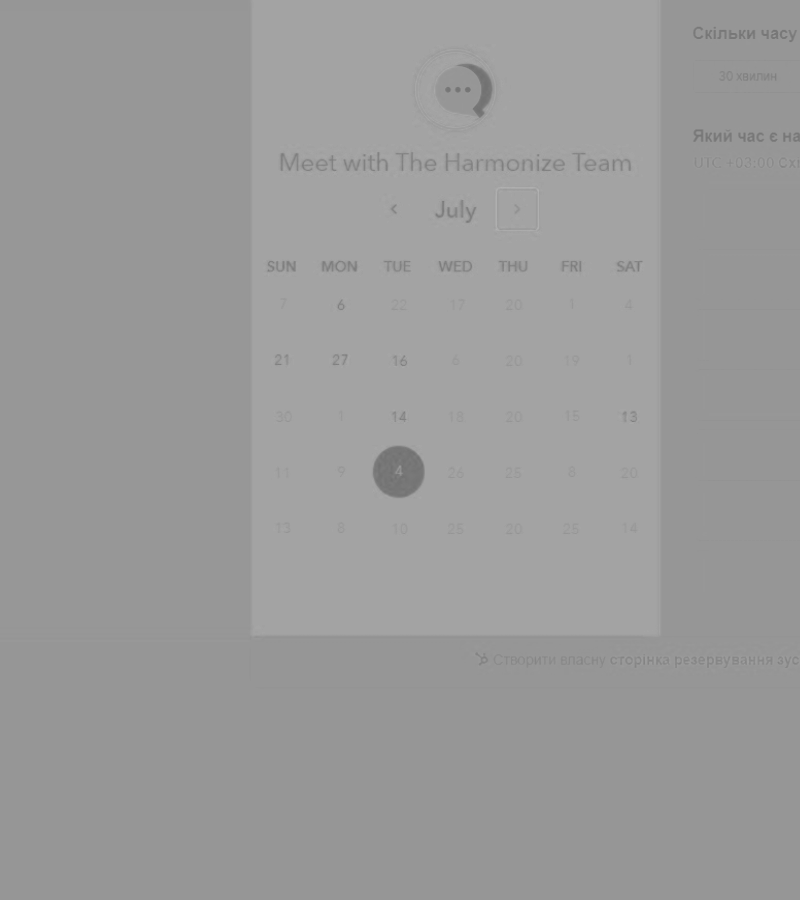 Meet with The Harmonize Team
July
SUN MON TUE WED THU FRI SAT
7 6 22 17 20 1 4
21 27 16 6 20 19 1
30 1 14 18 20 15 13
11 9 4 26 25 6 20
13 8 10 25 20 25 14
Скільки часу
30 хвилин
Який час є на
UTC +03:00 Схі
Створити власну сторінка резервування зус